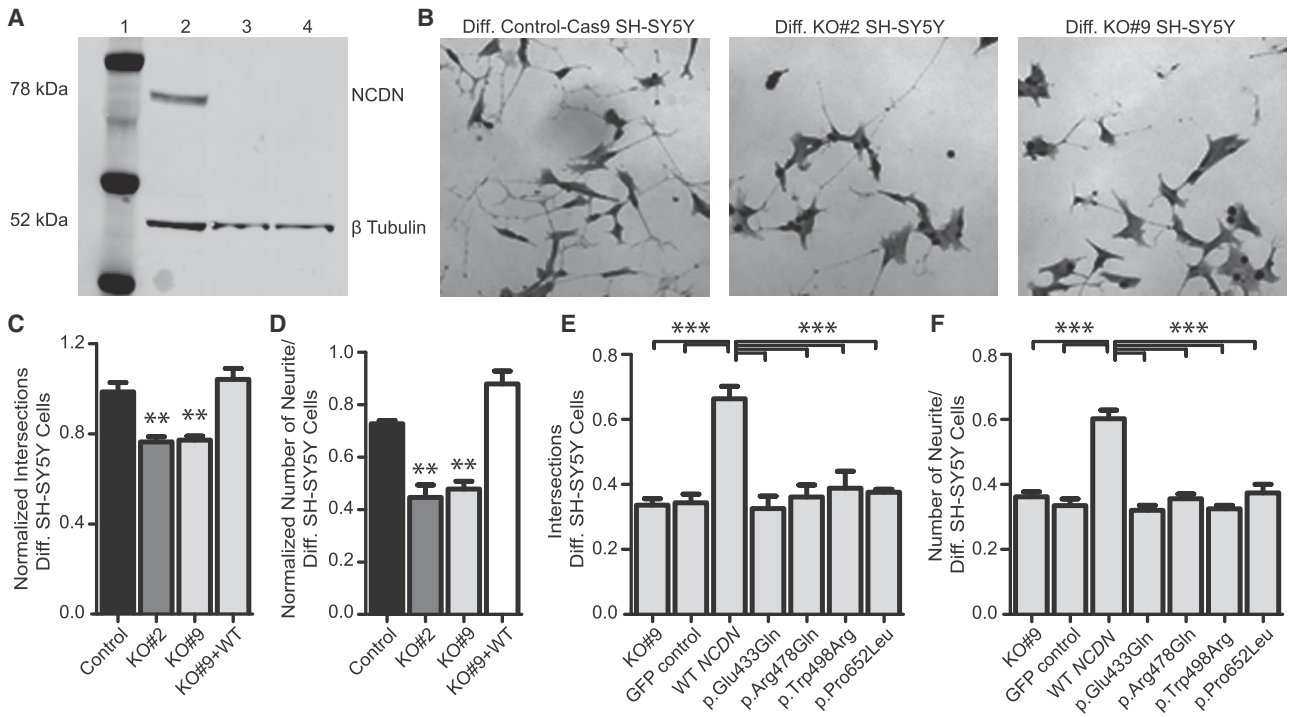 A
1 2 3 4
78 kDa
NCDN
52 kDa
β Tubulin
B
Diff. Control-Cas9 SH-SY5Y
Diff. KO#2 SH-SY5Y
Diff. KO#9 SH-SY5Y
C
Normalized Intersections
Diff. SH-SY5Y Cells
1.2
0.8
0.4
0.0
**
**
Control
KO#2
KO#9
KO#9+WT
D
Normalized Number of Neurite/
Diff. SH-SY5Y Cells
1.0
0.8
0.6
0.4
0.2
0.0
**
**
Control
KO#2
KO#9
KO#9+WT
E
Intersections
Diff. SH-SY5Y Cells
0.8
0.6
0.4
0.2
0.0
***
***
KO#9
GFP control
WT NCDN
p.Glu433Gln
p.Arg478Gln
p.Trp498Arg
p.Pro652Leu
F
Number of Neurite/
Diff. SH-SY5Y Cells
0.8
0.6
0.4
0.2
0.0
***
***
KO#9
GFP control
WT NCDN
p.Glu433Gln
p.Arg478Gln
p.Trp498Arg
p.Pro652Leu